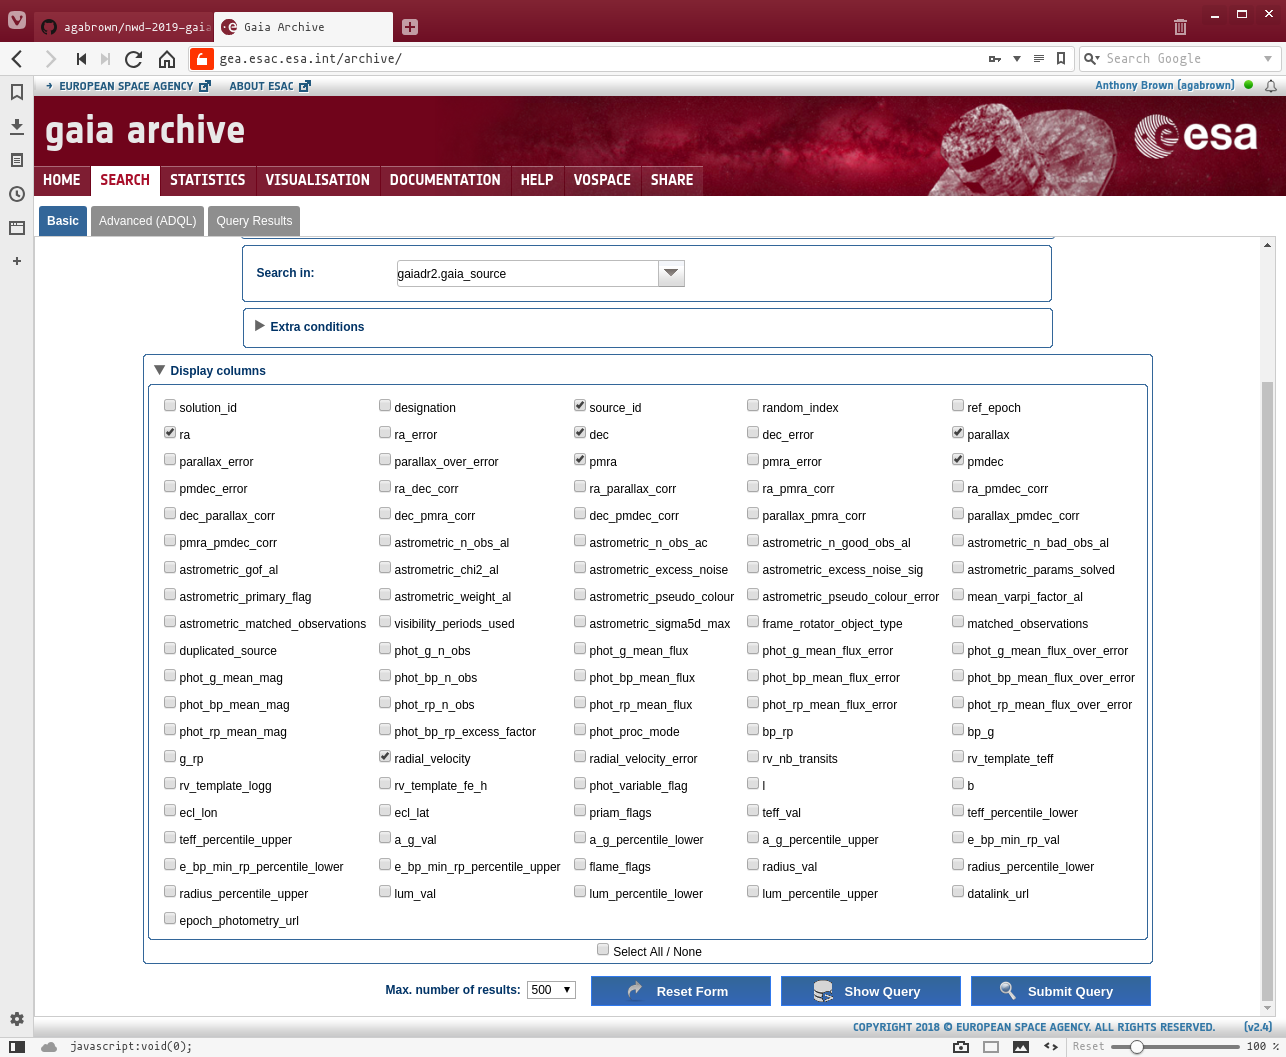 agabrown/nwd-2019-gaia
Gaia Archive
gea.esac.esa.int/archive/
Search Google
EUROPEAN SPACE AGENCY ABOUT ESAC
Anthony Brown (agabrown)
gaia archive
esa
HOME SEARCH STATISTICS VISUALISATION DOCUMENTATION HELP VOSPACE SHARE
Basic Advanced (ADQL) Query Results
Search in: gaiadr2.gaia_source
Extra conditions
Display columns
solution_id designation source_id random_index ref_epoch
ra ra_error dec dec_error parallax
parallax_error parallax_over_error pmra pmra_error pmdec
pmdec_error ra_dec_corr ra_parallax_corr ra_pmra_corr ra_pmdec_corr
dec_parallax_corr dec_pmra_corr dec_pmdec_corr parallax_pmra_corr parallax_pmdec_corr
pmra_pmdec_corr astrometric_n_obs_al astrometric_n_obs_ac astrometric_n_good_obs_al astrometric_n_bad_obs_al
astrometric_gof_al astrometric_chi2_al astrometric_excess_noise astrometric_excess_noise_sig astrometric_params_solved
astrometric_primary_flag astrometric_weight_al astrometric_pseudo_colour astrometric_pseudo_colour_error mean_varpi_factor_al
astrometric_matched_observations visibility_periods_used astrometric_sigma5d_max frame_rotator_object_type matched_observations
duplicated_source phot_g_n_obs phot_g_mean_flux phot_g_mean_flux_error phot_g_mean_flux_over_error
phot_g_mean_mag phot_bp_n_obs phot_bp_mean_flux phot_bp_mean_flux_error phot_bp_mean_flux_over_error
phot_bp_mean_mag phot_rp_n_obs phot_rp_mean_flux phot_rp_mean_flux_error phot_rp_mean_flux_over_error
phot_rp_mean_mag phot_bp_rp_excess_factor phot_proc_mode bp_rp bp_g
g_rp radial_velocity radial_velocity_error rv_nb_transits rv_template_teff
rv_template_logg rv_template_fe_h phot_variable_flag l b
ecl_lon ecl_lat priam_flags teff_val teff_percentile_lower
teff_percentile_upper a_g_val a_g_percentile_lower a_g_percentile_upper e_bp_min_rp_val
e_bp_min_rp_percentile_lower e_bp_min_rp_percentile_upper flame_flags radius_val radius_percentile_lower
radius_percentile_upper lum_val lum_percentile_lower lum_percentile_upper datalink_url
epoch_photometry_url
Select All / None
Max. number of results: 500 Reset Form Show Query Submit Query
COPYRIGHT 2018 © EUROPEAN SPACE AGENCY. ALL RIGHTS RESERVED. (v2.4)
javascript:void(0);
Reset 100 %